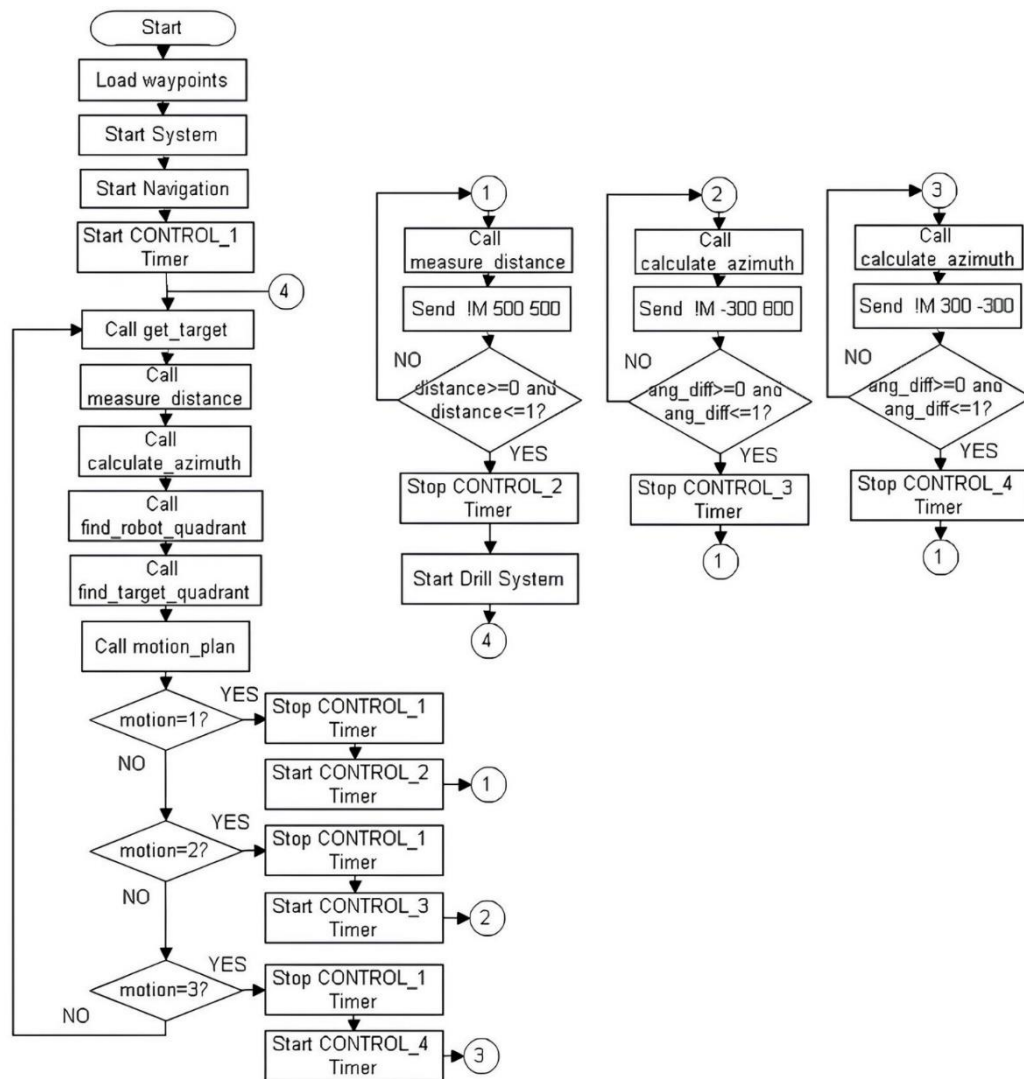 Start
Load waypoints
Start System
Start Navigation
Start CONTROL_1
Timer
4
Call get_target
Call
measure_distance
Call
calculate_azimuth
Call
find_robot_quadrant
Call
find_target_quadrant
Call motion_plan
motion=1?
YES
NO
Stop CONTROL_1
Timer
Start CONTROL_2
Timer
1
motion=2?
YES
NO
Stop CONTROL_1
Timer
Start CONTROL_3
Timer
2
motion=3?
YES
NO
Stop CONTROL_1
Timer
Start CONTROL_4
Timer
3
1
Call
measure_distance
Send !M 500 500
NO
distance>=0 and
distance<=1?
YES
Stop CONTROL_2
Timer
Start Drill System
4
2
Call
calculate_azimuth
Send !M -300 800
NO
ang_diff>=0 and
ang_diff<=1?
YES
Stop CONTROL_3
Timer
1
3
Call
calculate_azimuth
Send !M 300 -300
NO
ang_diff>=0 and
ang_diff<=1?
YES
Stop CONTROL_4
Timer
1